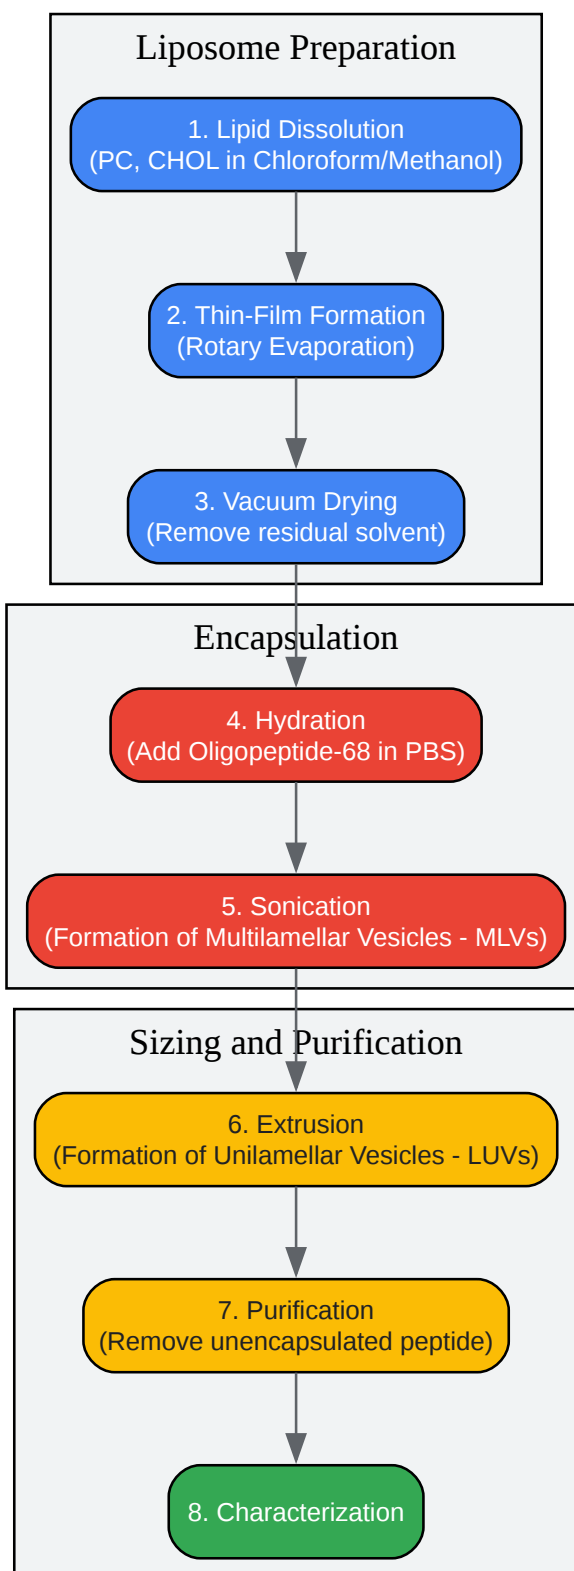 Liposome Preparation
1. Lipid Dissolution
(PC, CHOL in Chloroform/Methanol)
2. Thin-Film Formation
(Rotary Evaporation)
3. Vacuum Drying
(Remove residual solvent)
Encapsulation
4. Hydration
(Add Oligopeptide-68 in PBS)
5. Sonication
(Formation of Multilamellar Vesicles - MLVs)
Sizing and Purification
6. Extrusion
(Formation of Unilamellar Vesicles - LUVs)
7. Purification
(Remove unencapsulated peptide)
8. Characterization